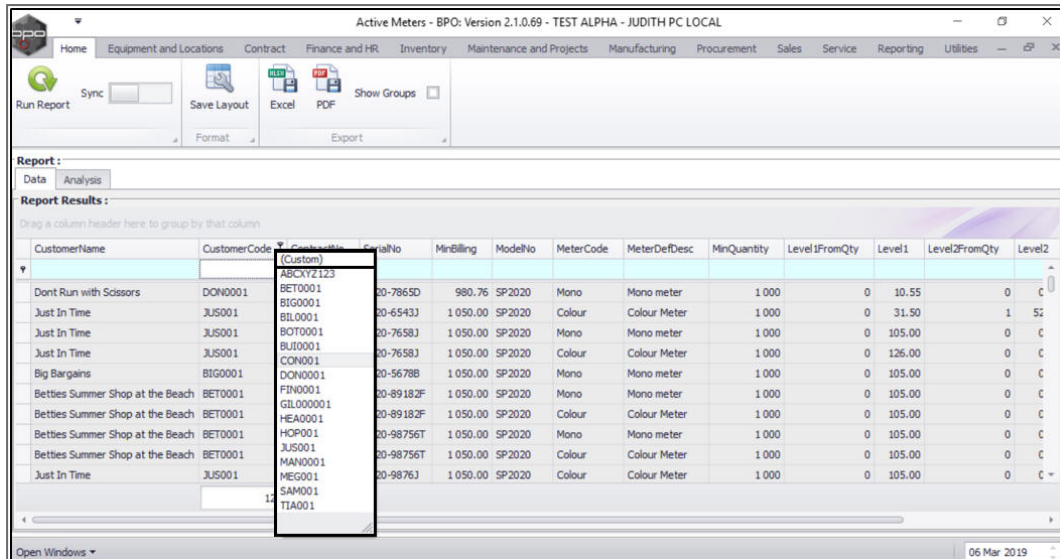 Active Meters - BPO: Version 2.1.0.69 - TEST ALPHA - JUDITH PC LOCAL
bpo
Home Equipment and Locations Contract Finance and HR Inventory Maintenance and Projects Manufacturing Procurement Sales Service Reporting Utilities
Run Report Sync Save Layout Excel PDF Show Groups
Format Export
Report :
Data Analysis
Report Results :
Drag a column header here to group by that column
CustomerName CustomerCode ContractNo SerialNo MinBilling ModelNo MeterCode MeterDefDesc MinQuantity Level1FromQty Level1 Level2FromQty Level2
Dont Run with Scissors DON0001 20-7865D 980.76 SP2020 Mono Mono meter 1 000 0 10.55 0
Just In Time JUS001 20-6543J 1 050.00 SP2020 Colour Colour Meter 1 000 0 31.50 1 52
Just In Time JUS001 20-7658J 1 050.00 SP2020 Mono Mono meter 1 000 0 105.00 0
Just In Time JUS001 20-7658J 1 050.00 SP2020 Colour Colour Meter 1 000 0 126.00 0
Big Bargains BIG0001 20-5678B 1 050.00 SP2020 Mono Mono meter 1 000 0 105.00 0
Betties Summer Shop at the Beach BET0001 20-89182F 1 050.00 SP2020 Mono Mono meter 1 000 0 105.00 0
Betties Summer Shop at the Beach BET0001 20-89182F 1 050.00 SP2020 Colour Colour Meter 1 000 0 105.00 0
Betties Summer Shop at the Beach BET0001 20-98756T 1 050.00 SP2020 Mono Mono meter 1 000 0 105.00 0
Betties Summer Shop at the Beach BET0001 20-98756T 1 050.00 SP2020 Colour Colour Meter 1 000 0 105.00 0
Just In Time JUS001 20-9876J 1 050.00 SP2020 Colour Colour Meter 1 000 0 105.00 0
12
(Custom)
ABCXYZ123
BET0001
BIG0001
BIL0001
BOT0001
BUI0001
CON001
DON0001
FIN0001
GIL000001
HEA0001
HOP001
JUS001
MAN0001
MEG001
SAM001
TIA001
Open Windows 06 Mar 2019